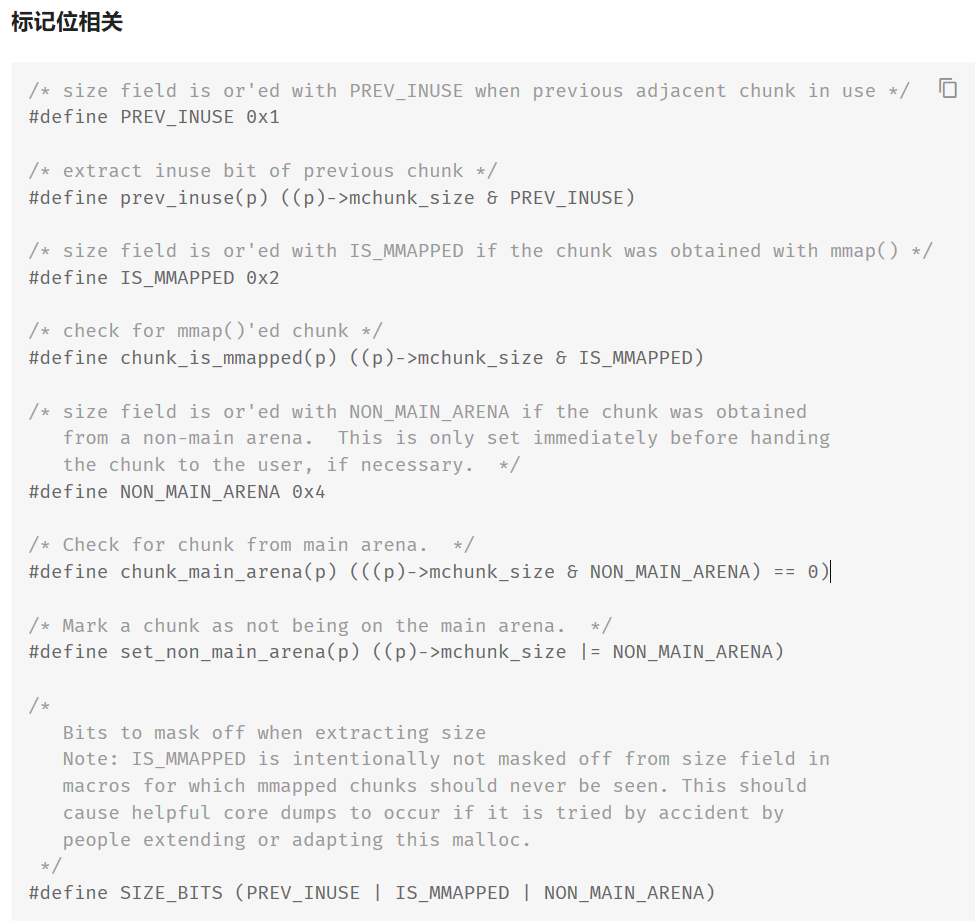 标记位相关
/* size field is or'ed with PREV_INUSE when previous adjacent chunk in use */
#define PREV_INUSE 0x1
/* extract inuse bit of previous chunk */
#define prev_inuse(p) ((p)->mchunk_size & PREV_INUSE)
/* size field is or'ed with IS_MMAPPED if the chunk was obtained with mmap() */
#define IS_MMAPPED 0x2
/* check for mmap()'ed chunk */
#define chunk_is_mmapped(p) ((p)->mchunk_size & IS_MMAPPED)
/* size field is or'ed with NON_MAIN_ARENA if the chunk was obtained
   from a non-main arena.  This is only set immediately before handing
   the chunk to the user, if necessary.  */
#define NON_MAIN_ARENA 0x4
/* Check for chunk from main arena.  */
#define chunk_main_arena(p) (((p)->mchunk_size & NON_MAIN_ARENA) == 0)
/* Mark a chunk as not being on the main arena.  */
#define set_non_main_arena(p) ((p)->mchunk_size |= NON_MAIN_ARENA)
/*
   Bits to mask off when extracting size
   Note: IS_MMAPPED is intentionally not masked off from size field in
   macros for which mmapped chunks should never be seen. This should
   cause helpful core dumps to occur if it is tried by accident by
   people extending or adapting this malloc.
 */
#define SIZE_BITS (PREV_INUSE | IS_MMAPPED | NON_MAIN_ARENA)